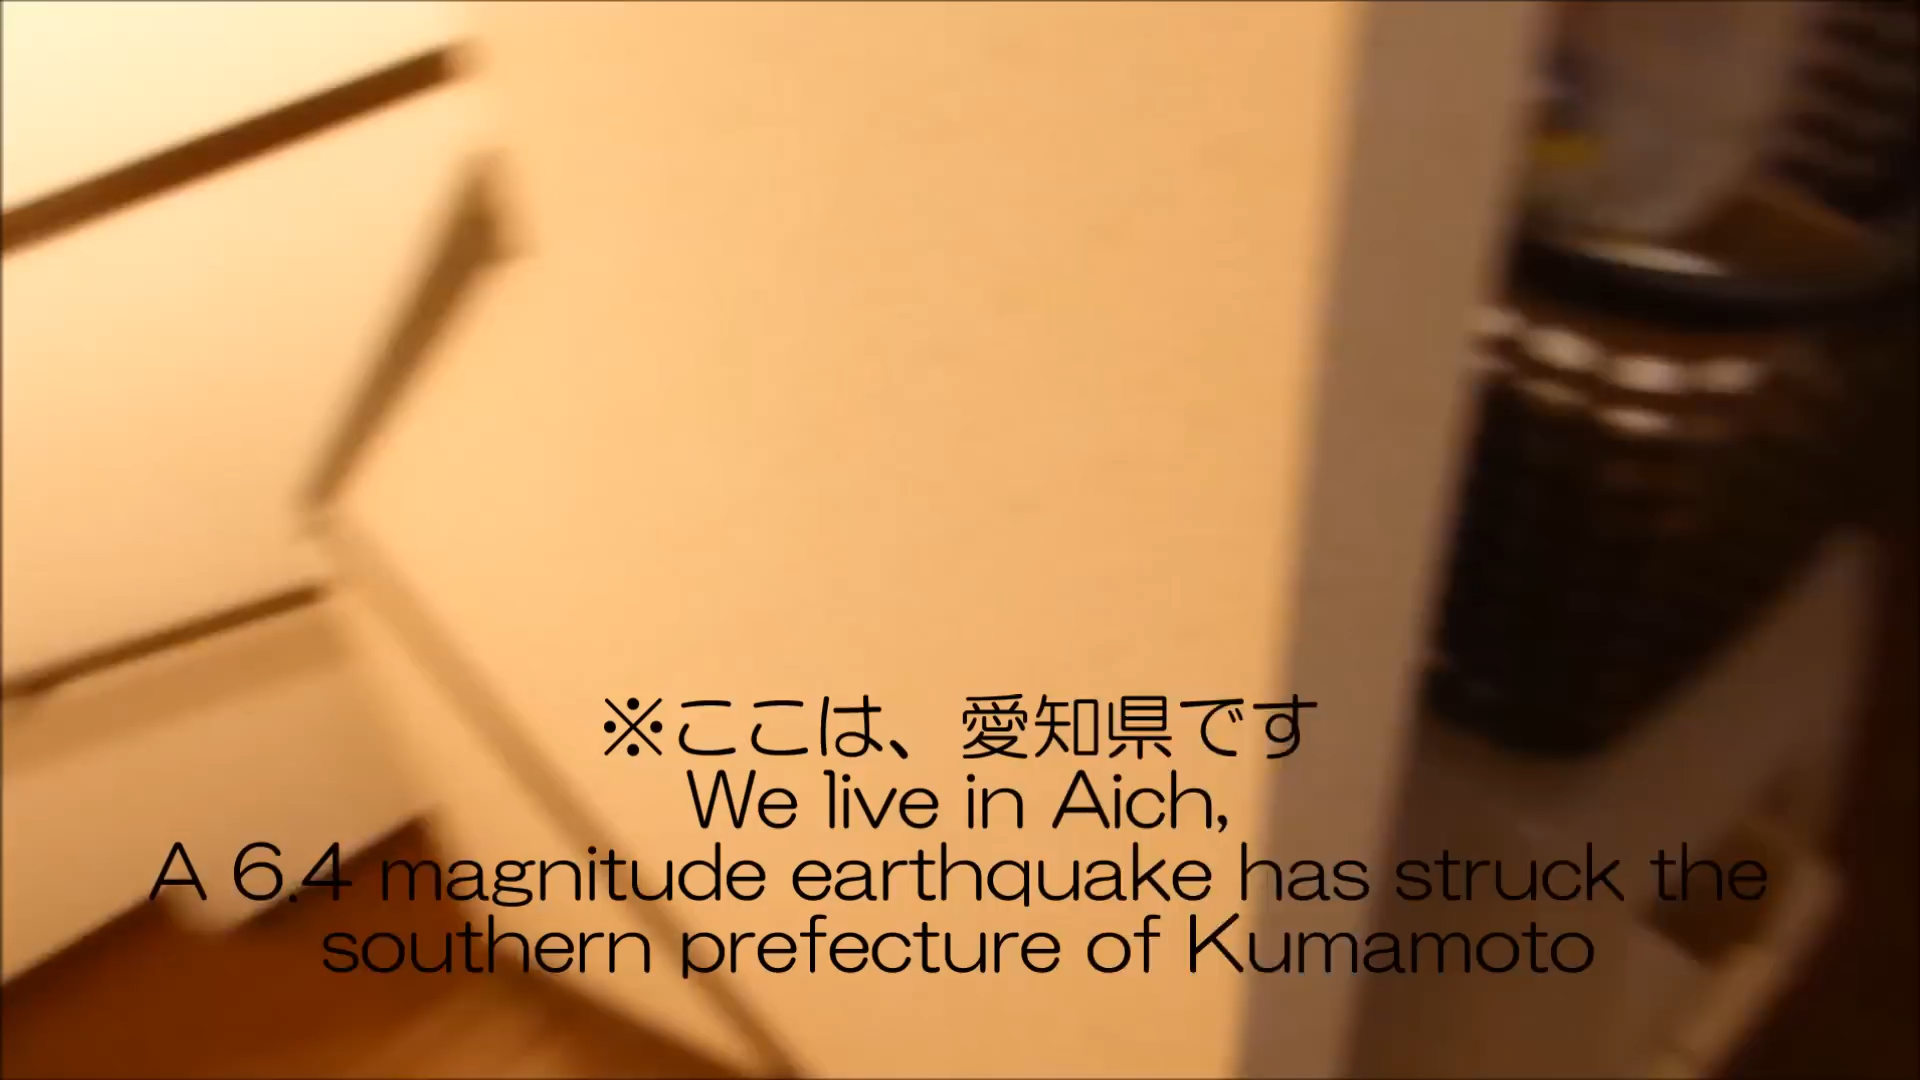 ※ここは、愛知県です
We live in Aich,
A 6.4 magnitude earthquake has struck the
southern prefecture of Kumamoto